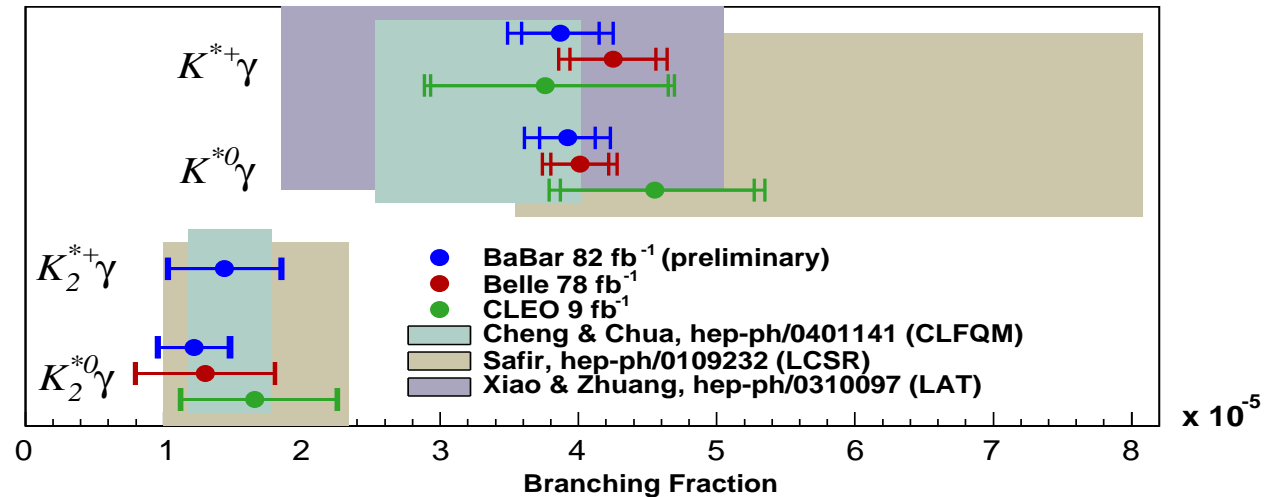 K*+γ
K*0γ
K2*+γ
K2*0γ
BaBar 82 fb-1 (preliminary)
Belle 78 fb-1
CLEO 9 fb-1
Cheng & Chua, hep-ph/0401141 (CLFQM)
Safir, hep-ph/0109232 (LCSR)
Xiao & Zhuang, hep-ph/0310097 (LAT)
0 1 2 3 4 5 6 7 8
x 10-5
Branching Fraction